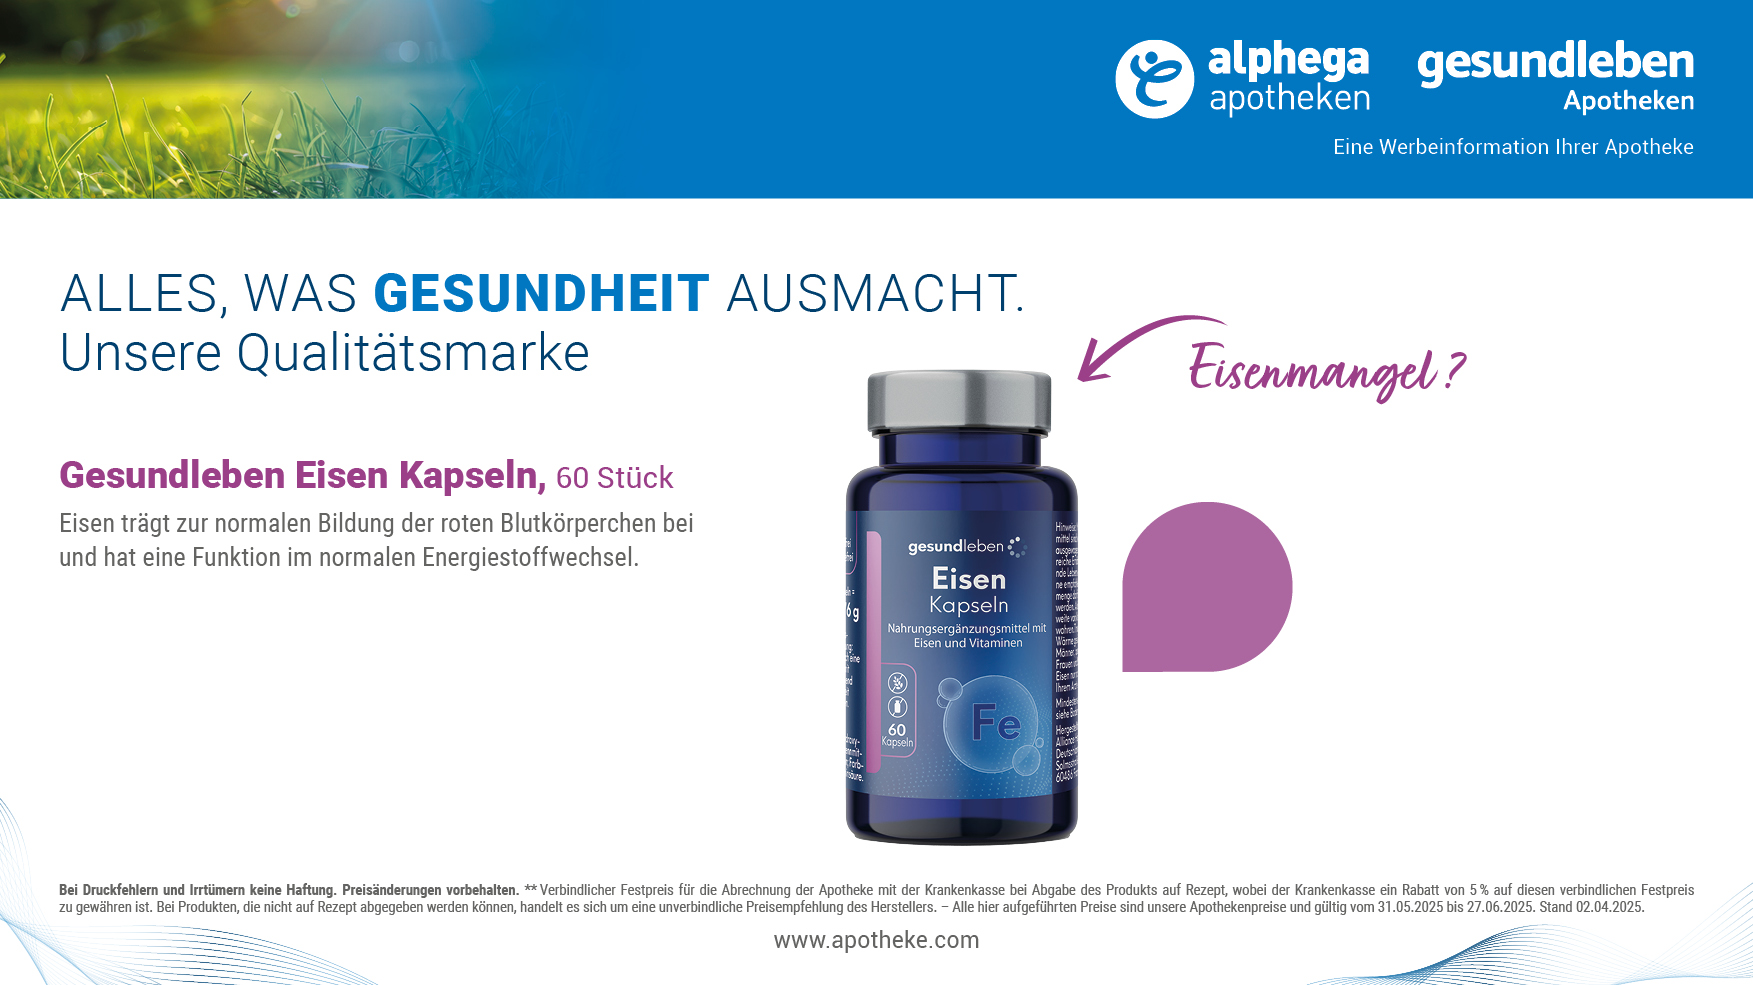 alphega
apotheken
gesundleben
Apotheken
Eine Werbeinformation Ihrer Apotheke
ALLES, WAS GESUNDHEIT AUSMACHT.
Unsere Qualitätsmarke
Eisenmangel?
Gesundleben Eisen Kapseln, 60 Stück
Eisen trägt zur normalen Bildung der roten Blutkörperchen bei
und hat eine Funktion im normalen Energiestoffwechsel.
gesundleben
Eisen
Kapseln
Nahrungsergänzungsmittel mit
Eisen und Vitaminen
60
Kapseln
Fe
Bei Druckfehlern und Irrtümern keine Haftung. Preisänderungen vorbehalten. ** Verbindlicher Festpreis für die Abrechnung der Apotheke mit der Krankenkasse bei Abgabe des Produkts auf Rezept, wobei der Krankenkasse ein Rabatt von 5 % auf diesen verbindlichen Festpreis
zu gewähren ist. Bei Produkten, die nicht auf Rezept abgegeben werden können, handelt es sich um eine unverbindliche Preisempfehlung des Herstellers. – Alle hier aufgeführten Preise sind unsere Apothekenpreise und gültig vom 31.05.2025 bis 27.06.2025. Stand 02.04.2025.
www.apotheke.com